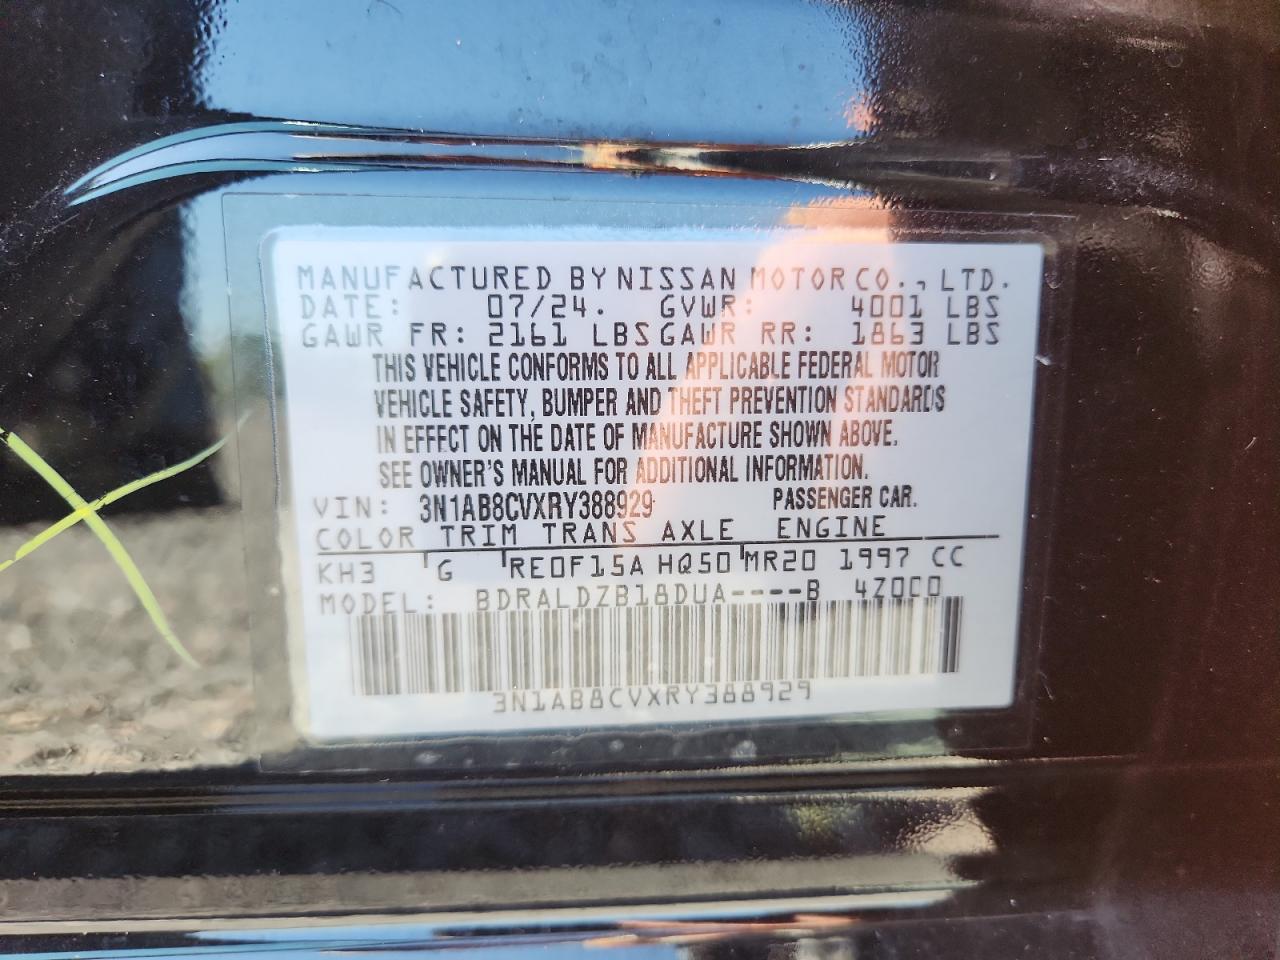 MANUFACTURED BY NISSAN MOTOR CO., LTD.
DATE: 07/24. GVWR: 4001 LBS
GAWR FR: 2161 LBS GAWR RR: 1863 LBS
THIS VEHICLE CONFORMS TO ALL APPLICABLE FEDERAL MOTOR
VEHICLE SAFETY, BUMPER AND THEFT PREVENTION STANDARDS
IN EFFECT ON THE DATE OF MANUFACTURE SHOWN ABOVE.
SEE OWNER'S MANUAL FOR ADDITIONAL INFORMATION.
VIN: 3N1AB8CVXRY388929 PASSENGER CAR.
COLOR TRIM TRANS AXLE ENGINE
KH3 G RE0F15A HQ50 MR20 1997 CC
MODEL: BDRALDZB18DUA----B 4Z0C0
3N1AB8CVXRY388929